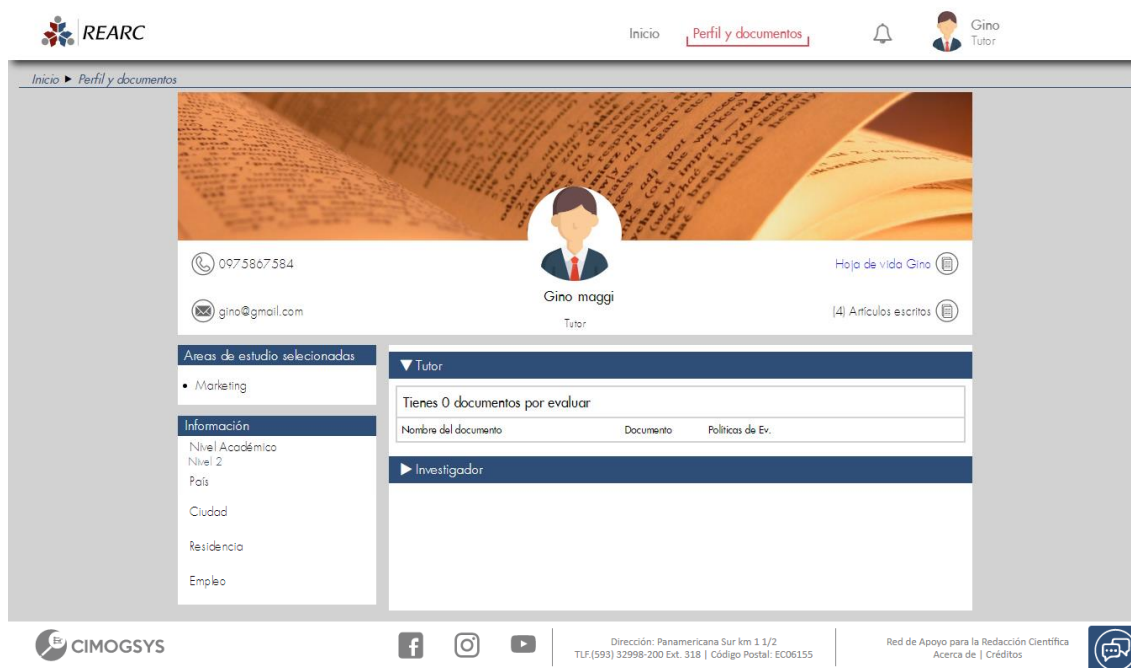 REARC
Inicio
Perfil y documentos
Gino
Tutor
Inicio ► Perfil y documentos
0975867584
Hoja de vida Gino
Gino maggi
gino@gmail.com
(4) Artículos escritos
Tutor
Areas de estudio seleccionadas
• Marketing
Información
Nivel Académico
Nivel 2
País
Ciudad
Residencia
Empleo
▼ Tutor
Tienes 0 documentos por evaluar
Nombre del documento Documento Políticas de Ev.
► Investigador
CIMOGSYS
Dirección: Panamericana Sur km 1 1/2
TLF.(593) 32998-200 Ext. 318 | Código Postal: EC06155
Red de Apoyo para la Redacción Científica
Acerca de | Créditos